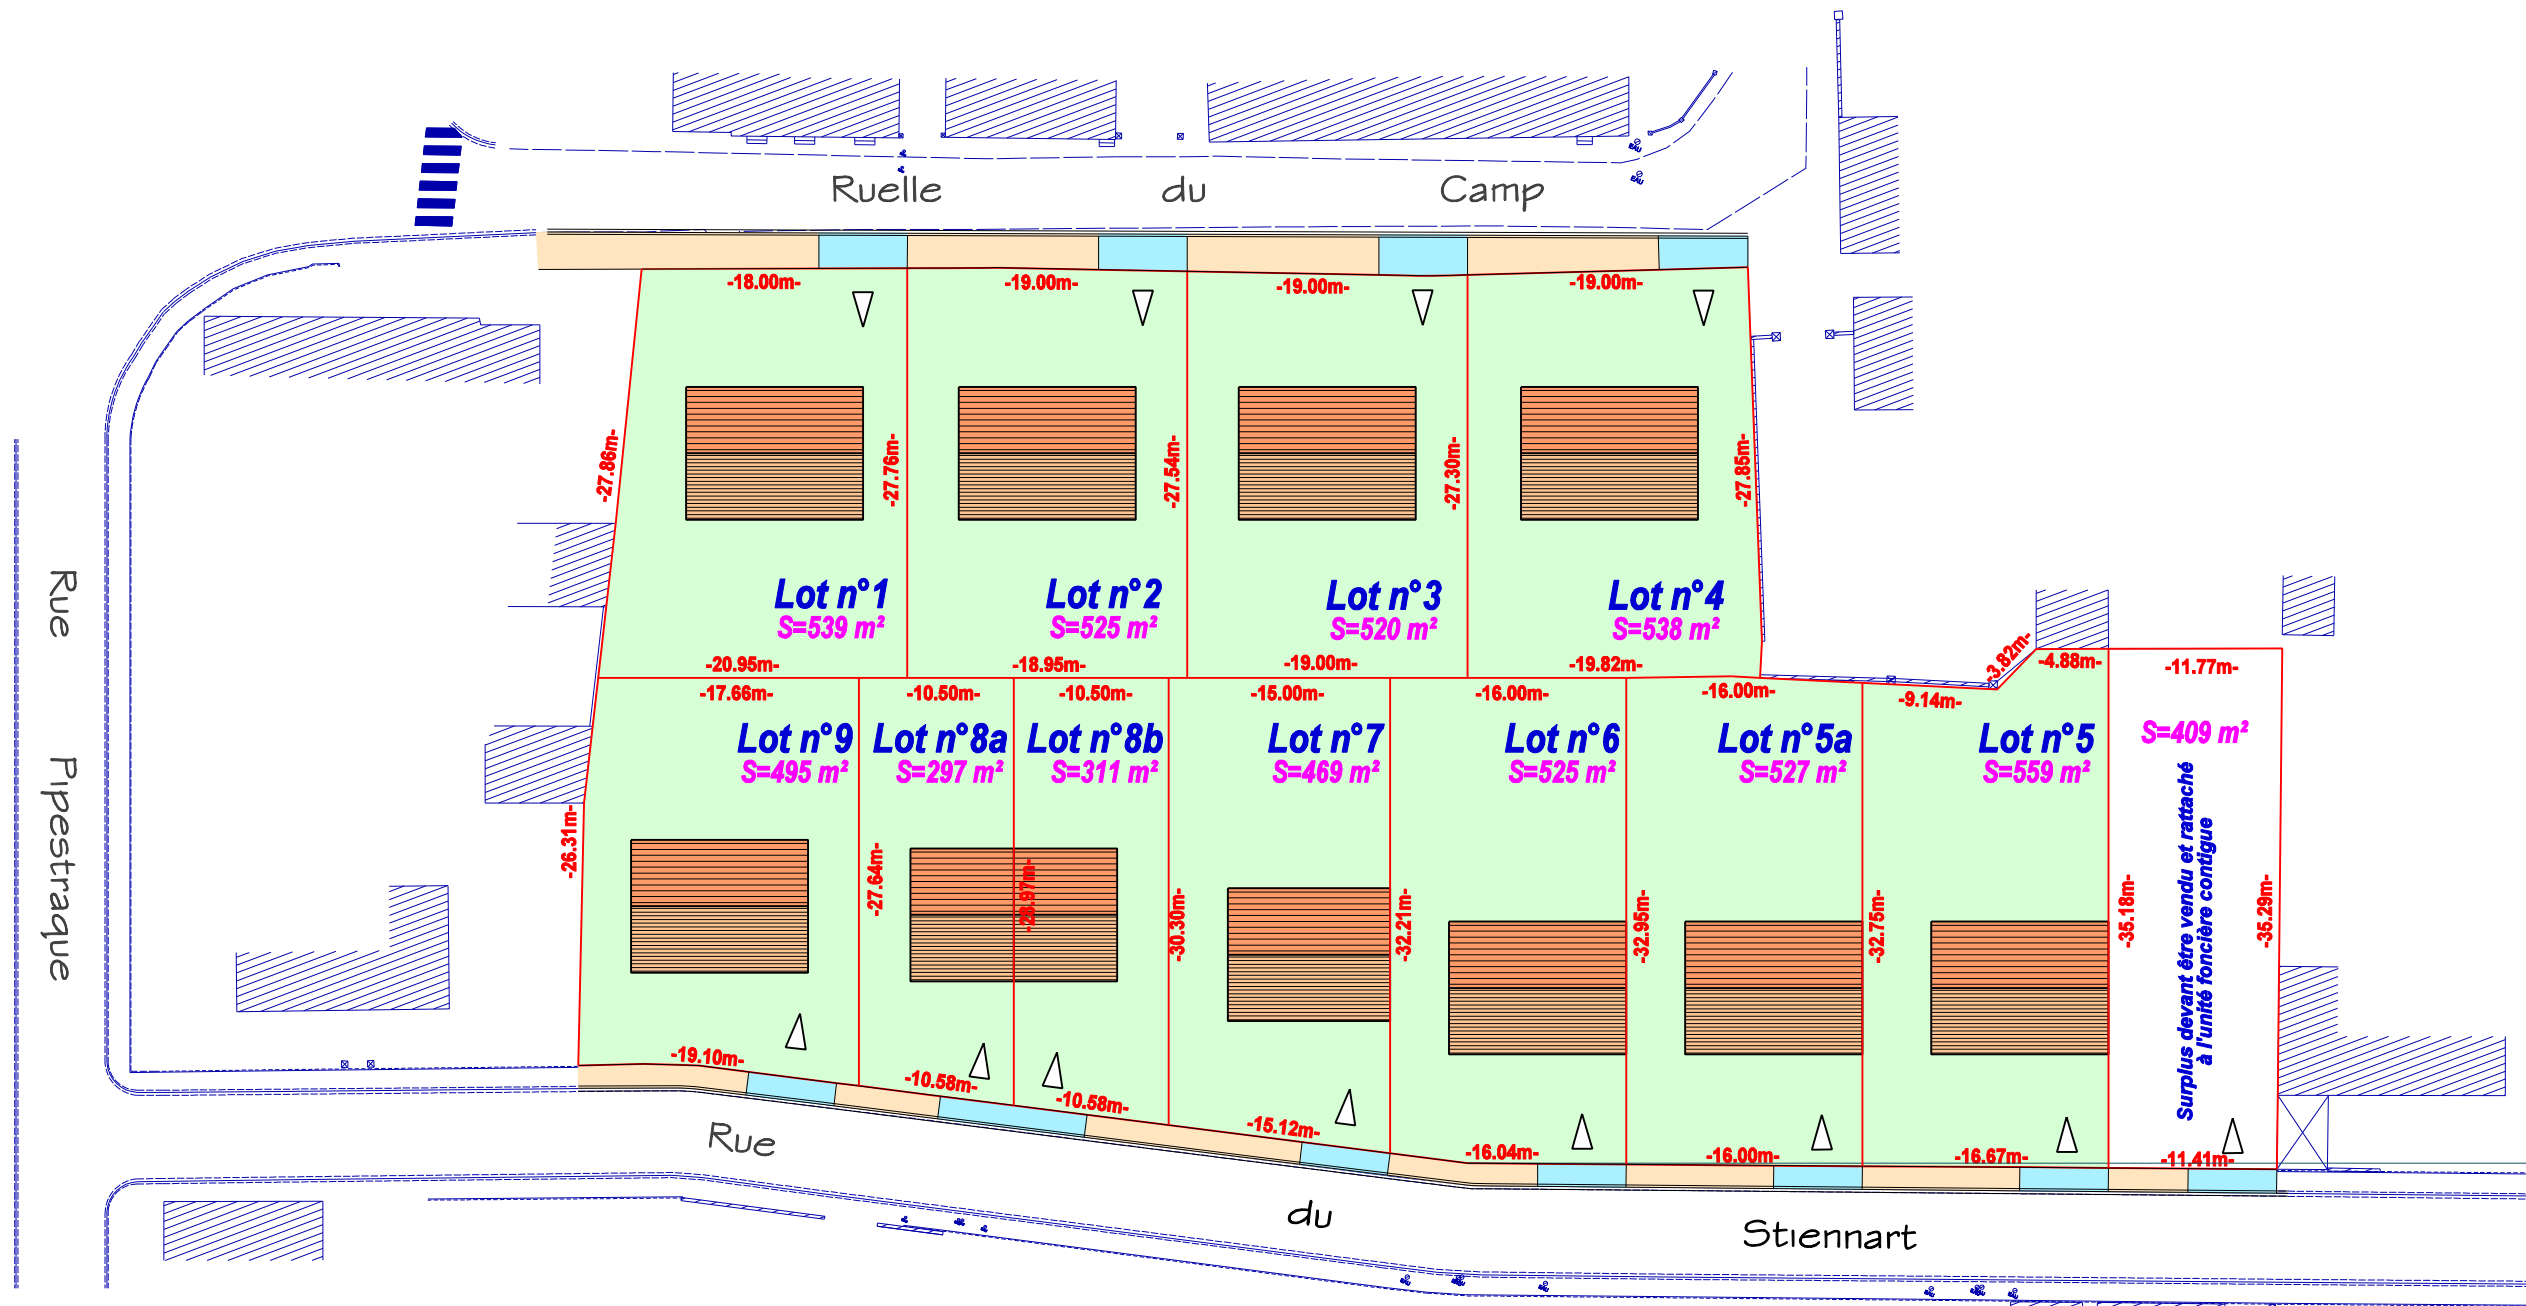 Ruelle du Camp
EAU
EAU
-18.00m-
-19.00m-
-19.00m-
-19.00m-
-27.86m-
-27.76m-
-27.54m-
-27.30m-
-27.85m-
Rue Pipestraque
Lot n°1
S=539 m²
Lot n°2
S=525 m²
Lot n°3
S=520 m²
Lot n°4
S=538 m²
-20.95m-
-18.95m-
-19.00m-
-19.82m-
-3.82m-
-4.88m-
-11.77m-
-17.66m-
-10.50m-
-10.50m-
-15.00m-
-16.00m-
-16.00m-
-9.14m-
Lot n°9
S=495 m²
Lot n°8a
S=297 m²
Lot n°8b
S=311 m²
Lot n°7
S=469 m²
Lot n°6
S=525 m²
Lot n°5a
S=527 m²
Lot n°5
S=559 m²
S=409 m²
Surplus devant être vendu et rattaché
à l'unité foncière contigue
-26.31m-
-27.64m-
-28.97m-
-30.30m-
-32.21m-
-32.95m-
-32.75m-
-35.18m-
-35.29m-
-19.10m-
-10.58m-
-10.58m-
-15.12m-
-16.04m-
-16.00m-
-16.67m-
-11.41m-
Rue du Stiennart